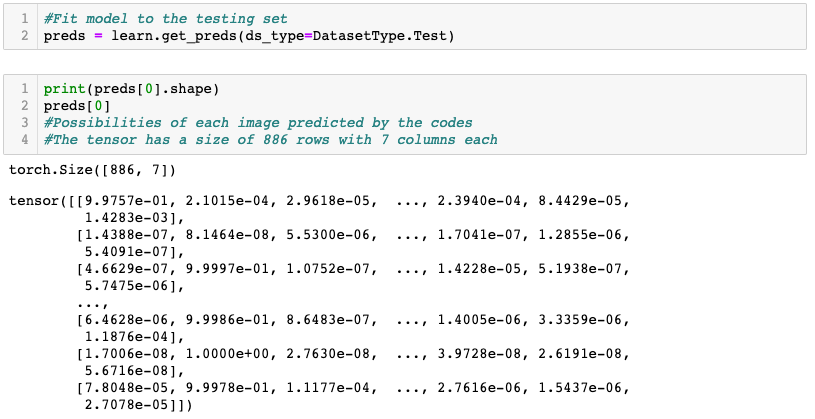 1 #Fit model to the testing set
2 preds = learn.get_preds(ds_type=DatasetType.Test)
1 print(preds[0].shape)
2 preds[0]
3 #Possibilities of each image predicted by the codes
4 #The tensor has a size of 886 rows with 7 columns each
torch.Size([886, 7])
tensor([[9.9757e-01, 2.1015e-04, 2.9618e-05,  ..., 2.3940e-04, 8.4429e-05,
         1.4283e-03],
        [1.4388e-07, 8.1464e-08, 5.5300e-06,  ..., 1.7041e-07, 1.2855e-06,
         5.4091e-07],
        [4.6629e-07, 9.9997e-01, 1.0752e-07,  ..., 1.4228e-05, 5.1938e-07,
         5.7475e-06],
        ...,
        [6.4628e-06, 9.9986e-01, 8.6483e-07,  ..., 1.4005e-06, 3.3359e-06,
         1.1876e-04],
        [1.7006e-08, 1.0000e+00, 2.7630e-08,  ..., 3.9728e-08, 2.6191e-08,
         5.6716e-08],
        [7.8048e-05, 9.9978e-01, 1.1177e-04,  ..., 2.7616e-06, 1.5437e-06,
         2.7078e-05]])